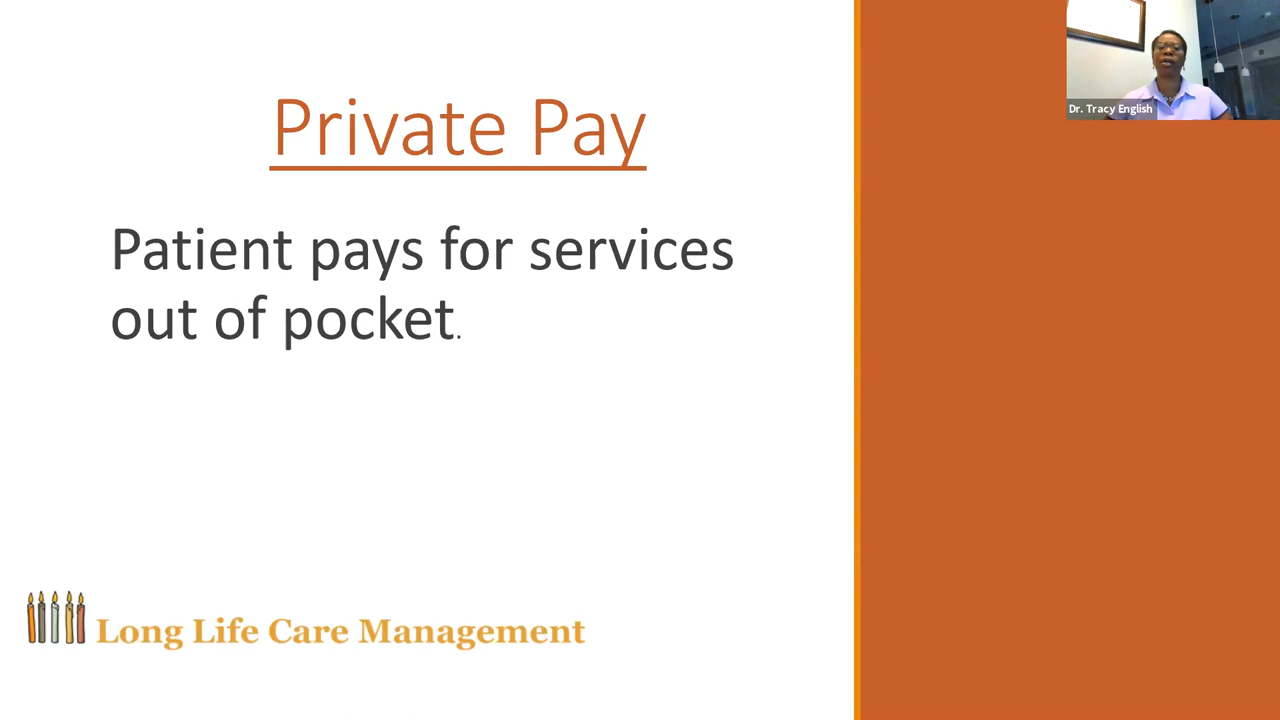 Private Pay
Patient pays for services
out of pocket.
Long Life Care Management
Dr. Tracy English